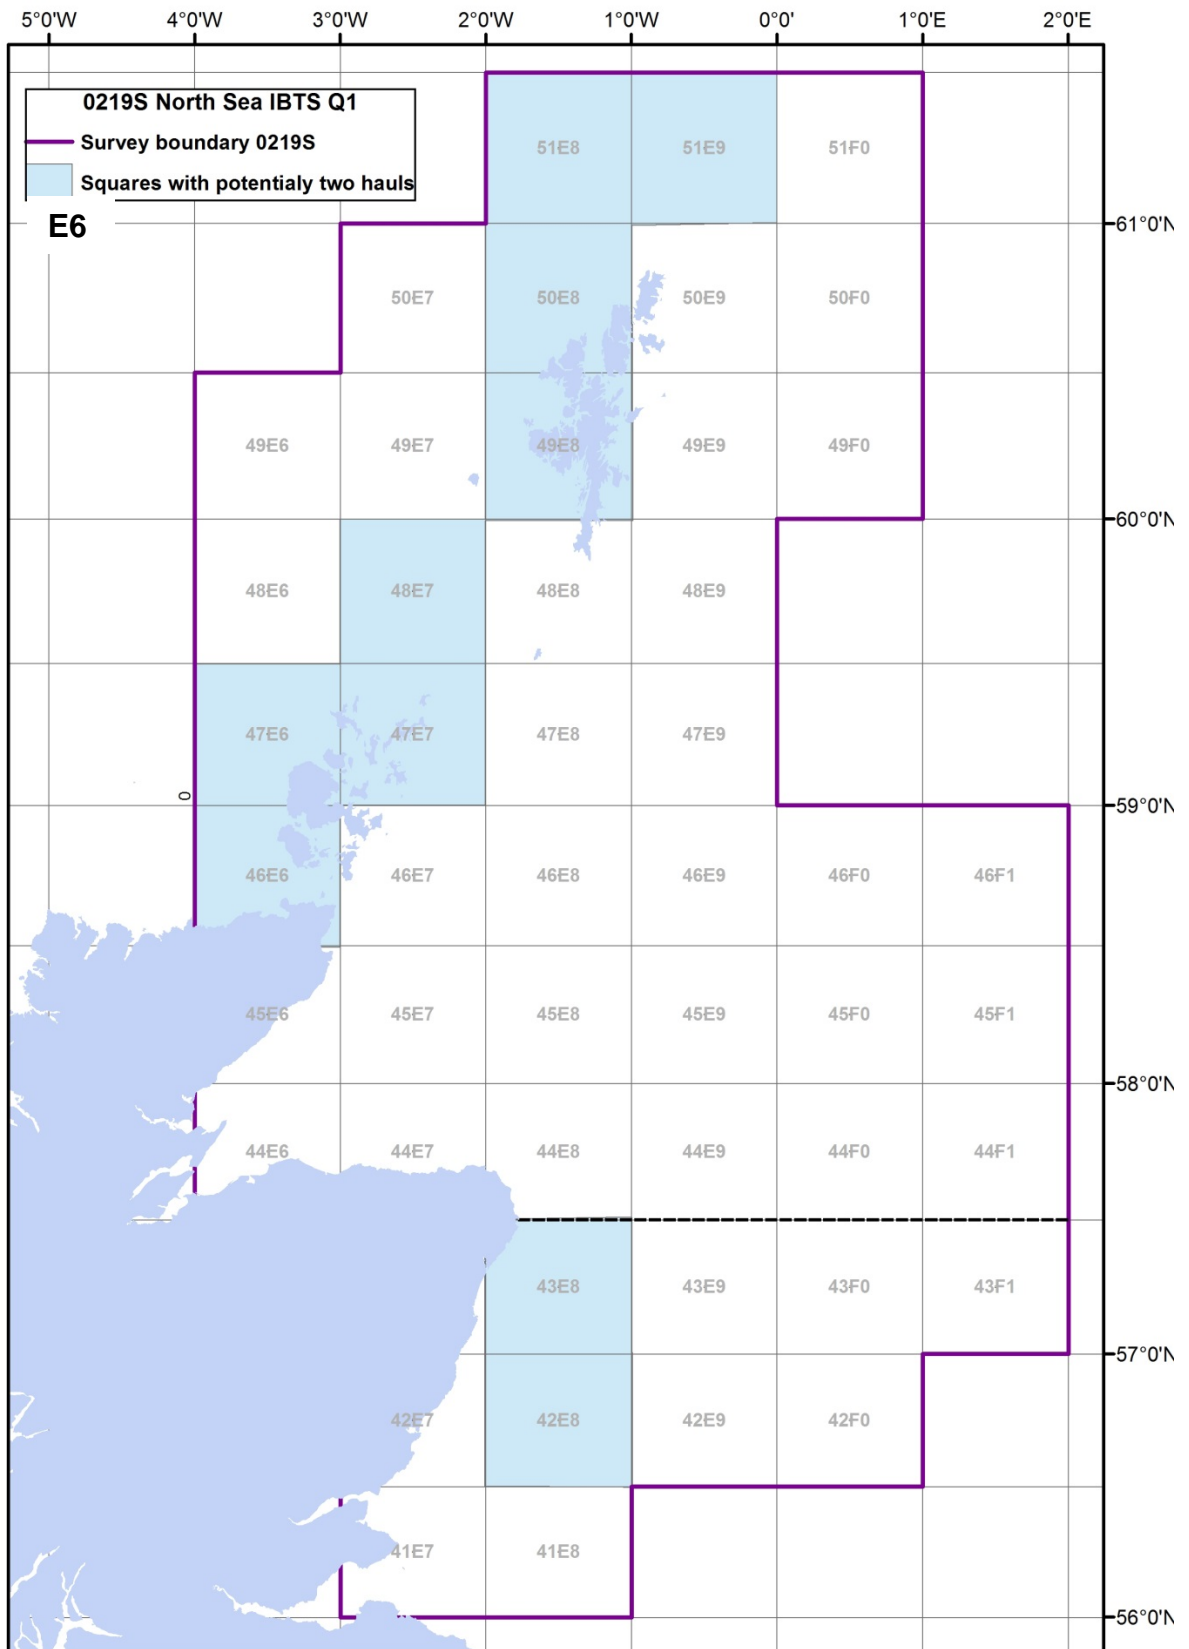 5°0'W 4°0'W 3°0'W 2°0'W 1°0'W 0°0' 1°0'E 2°0'E
0219S North Sea IBTS Q1
Survey boundary 0219S
Squares with potentialy two hauls
E6
51E8 51E9 51F0
61°0'N
50E7 50E8 50E9 50F0
49E6 49E7 49E8 49E9 49F0
60°0'N
48E6 48E7 48E8 48E9
47E6 47E7 47E8 47E9
0
59°0'N
46E6 46E7 46E8 46E9 46F0 46F1
45E6 45E7 45E8 45E9 45F0 45F1
58°0'N
44E6 44E7 44E8 44E9 44F0 44F1
43E8 43E9 43F0 43F1
57°0'N
42E7 42E8 42E9 42F0
41E7 41E8
56°0'N